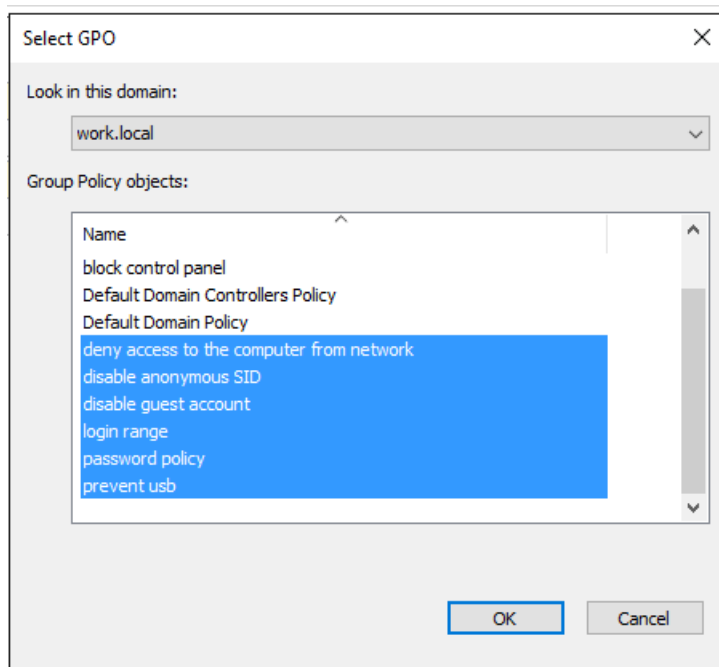 Select GPO
Look in this domain:
work.local
Group Policy objects:
Name
block control panel
Default Domain Controllers Policy
Default Domain Policy
deny access to the computer from network
disable anonymous SID
disable guest account
login range
password policy
prevent usb
OK Cancel